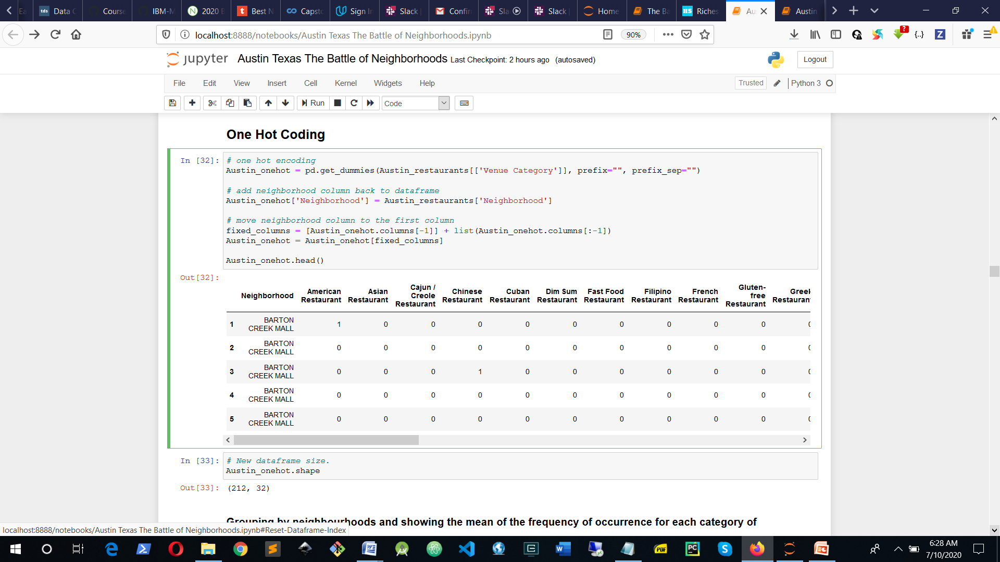 tds Data C
Course
IBM-M
N 2020 E
t Best N
Capsto
Sign In
Slack
Confir
Sla
Slack
Home
The Ba
HS Riches
Au
Austin
localhost:8888/notebooks/Austin Texas The Battle of Neighborhoods.ipynb
90%
{..}
Z
?
jupyter Austin Texas The Battle of Neighborhoods Last Checkpoint: 2 hours ago (autosaved)
Logout
File Edit View Insert Cell Kernel Widgets Help
Trusted
Python 3
Run
Code
One Hot Coding
In [32]:
# one hot encoding
Austin_onehot = pd.get_dummies(Austin_restaurants[['Venue Category']], prefix="", prefix_sep="")
# add neighborhood column back to dataframe
Austin_onehot['Neighborhood'] = Austin_restaurants['Neighborhood']
# move neighborhood column to the first column
fixed_columns = [Austin_onehot.columns[-1]] + list(Austin_onehot.columns[:-1])
Austin_onehot = Austin_onehot[fixed_columns]
Austin_onehot.head()
Out[32]:
Neighborhood American Restaurant Asian Restaurant Cajun / Creole Restaurant Chinese Restaurant Cuban Restaurant Dim Sum Restaurant Fast Food Restaurant Filipino Restaurant French Restaurant Gluten-free Restaurant Greek Restaurant
1 BARTON CREEK MALL 1 0 0 0 0 0 0 0 0 0 0
2 BARTON CREEK MALL 0 0 0 0 0 0 0 0 0 0 0
3 BARTON CREEK MALL 0 0 0 1 0 0 0 0 0 0 0
4 BARTON CREEK MALL 0 0 0 0 0 0 0 0 0 0 0
5 BARTON CREEK MALL 0 0 0 0 0 0 0 0 0 0 0
In [33]:
# New dataframe size.
Austin_onehot.shape
Out[33]:
(212, 32)
Grouping by neighbourhoods and showing the mean of the frequency of occurrence for each category of
localhost:8888/notebooks/Austin Texas The Battle of Neighborhoods.ipynb#Reset-Dataframe-Index
PDF
PC
6:28 AM
7/10/2020